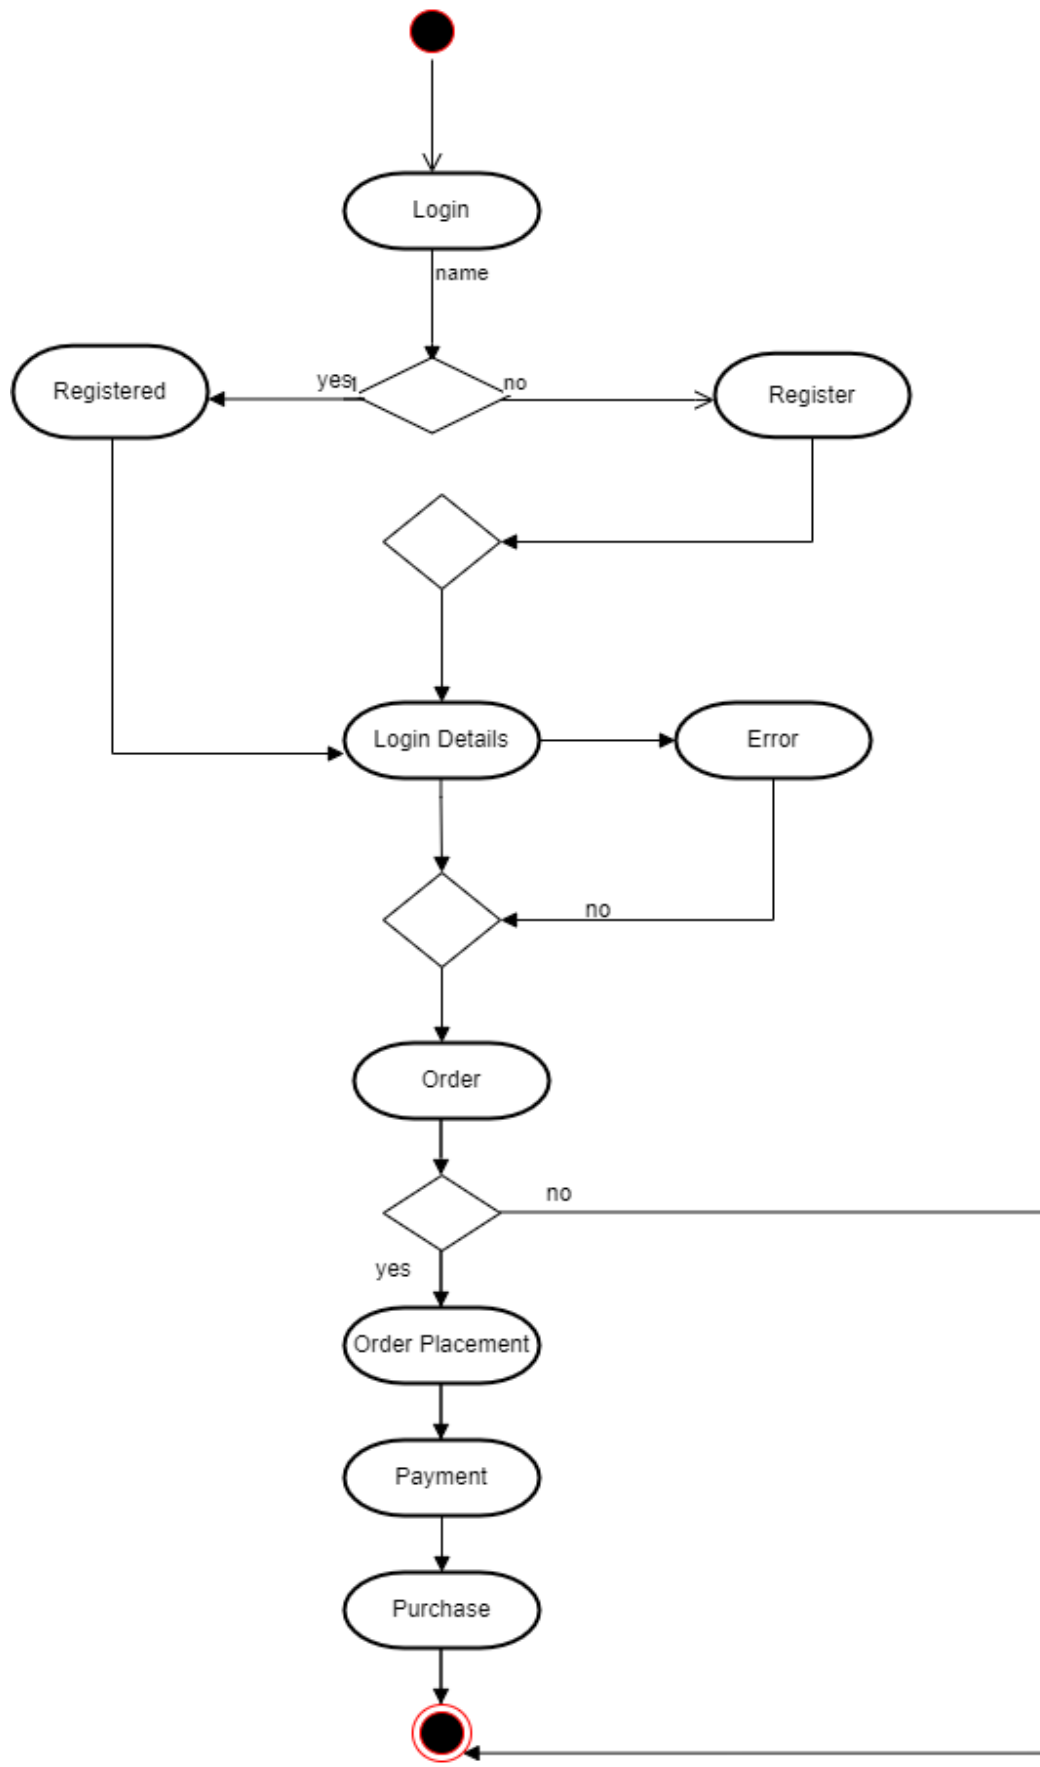 Login
name
Registered
yes
no
Register
Login Details
Error
no
Order
no
yes
Order Placement
Payment
Purchase